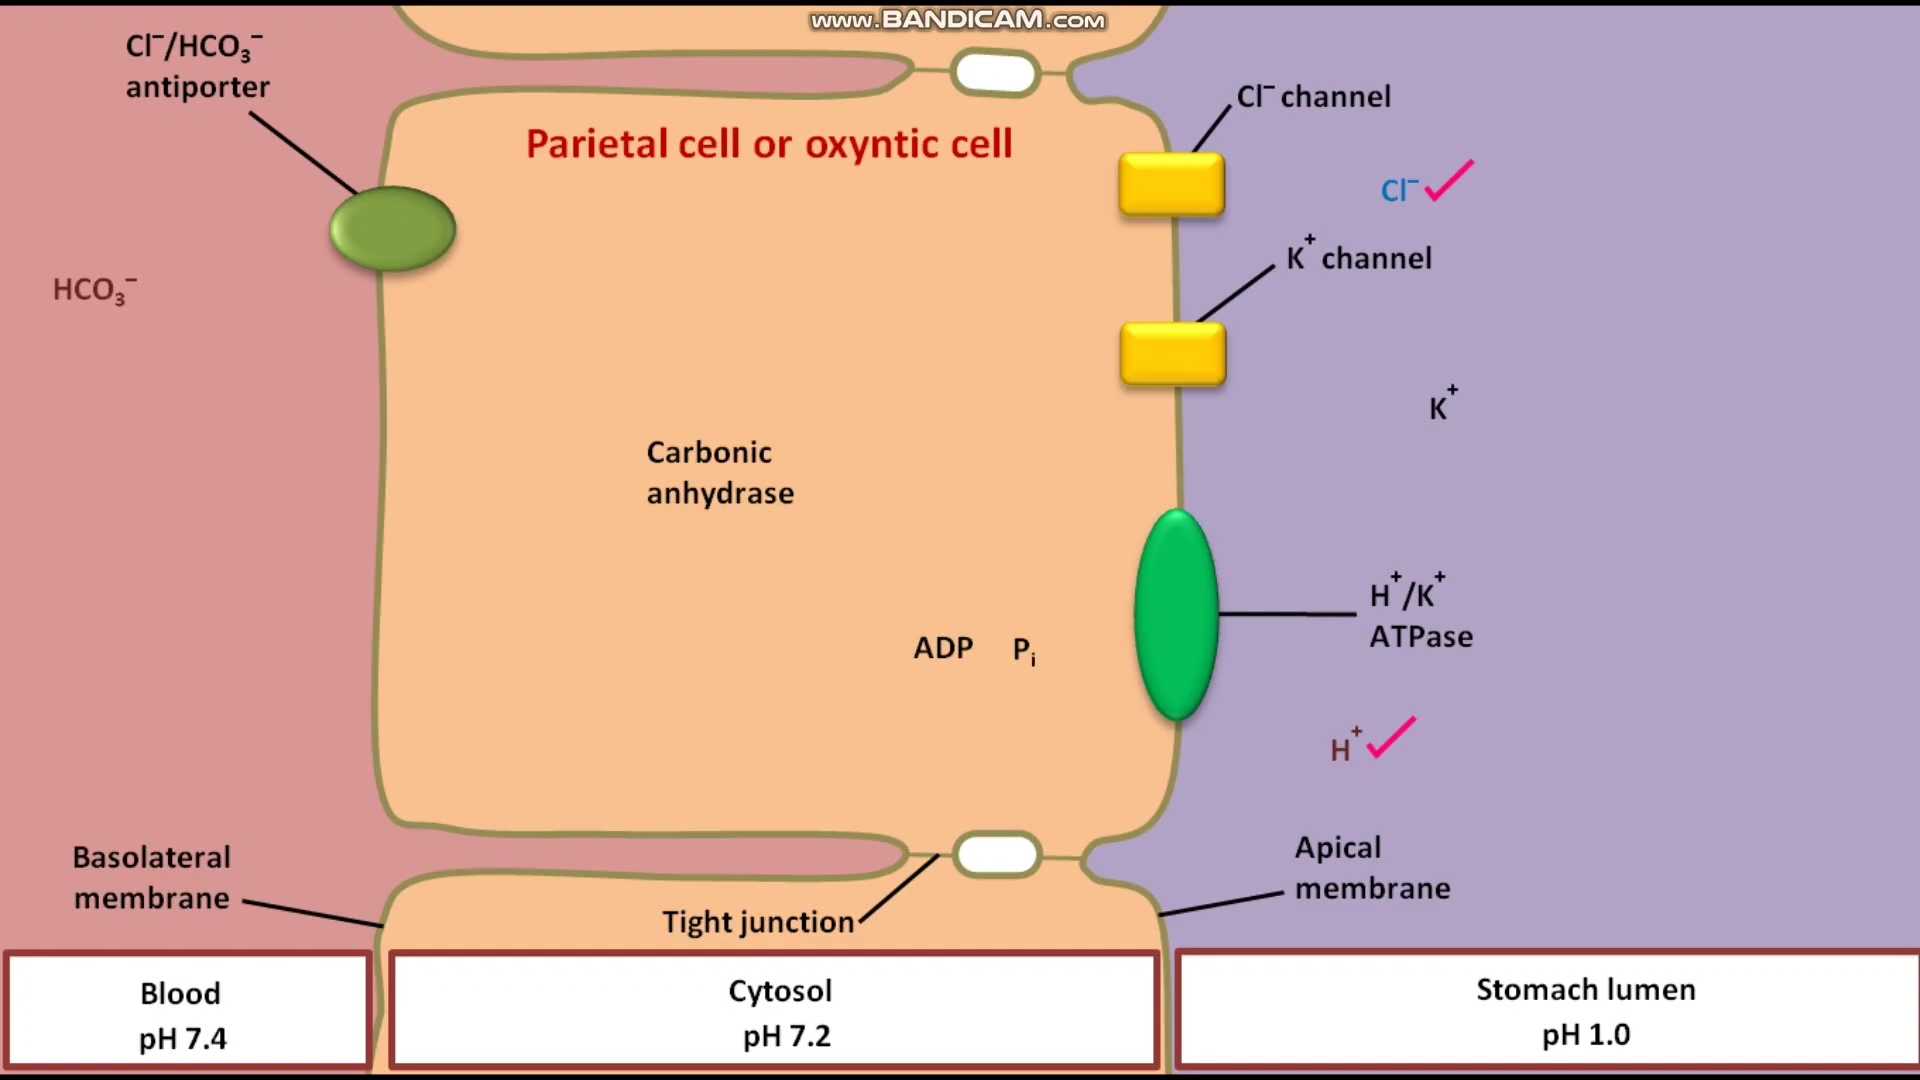 www.BANDICAM.com
Cl⁻/HCO₃⁻
antiporter
Cl⁻ channel
Parietal cell or oxyntic cell
Cl⁻
K⁺ channel
HCO₃⁻
K⁺
Carbonic
anhydrase
H⁺/K⁺
ATPase
ADP Pᵢ
H⁺
Basolateral
membrane
Apical
membrane
Tight junction
Blood
pH 7.4
Cytosol
pH 7.2
Stomach lumen
pH 1.0